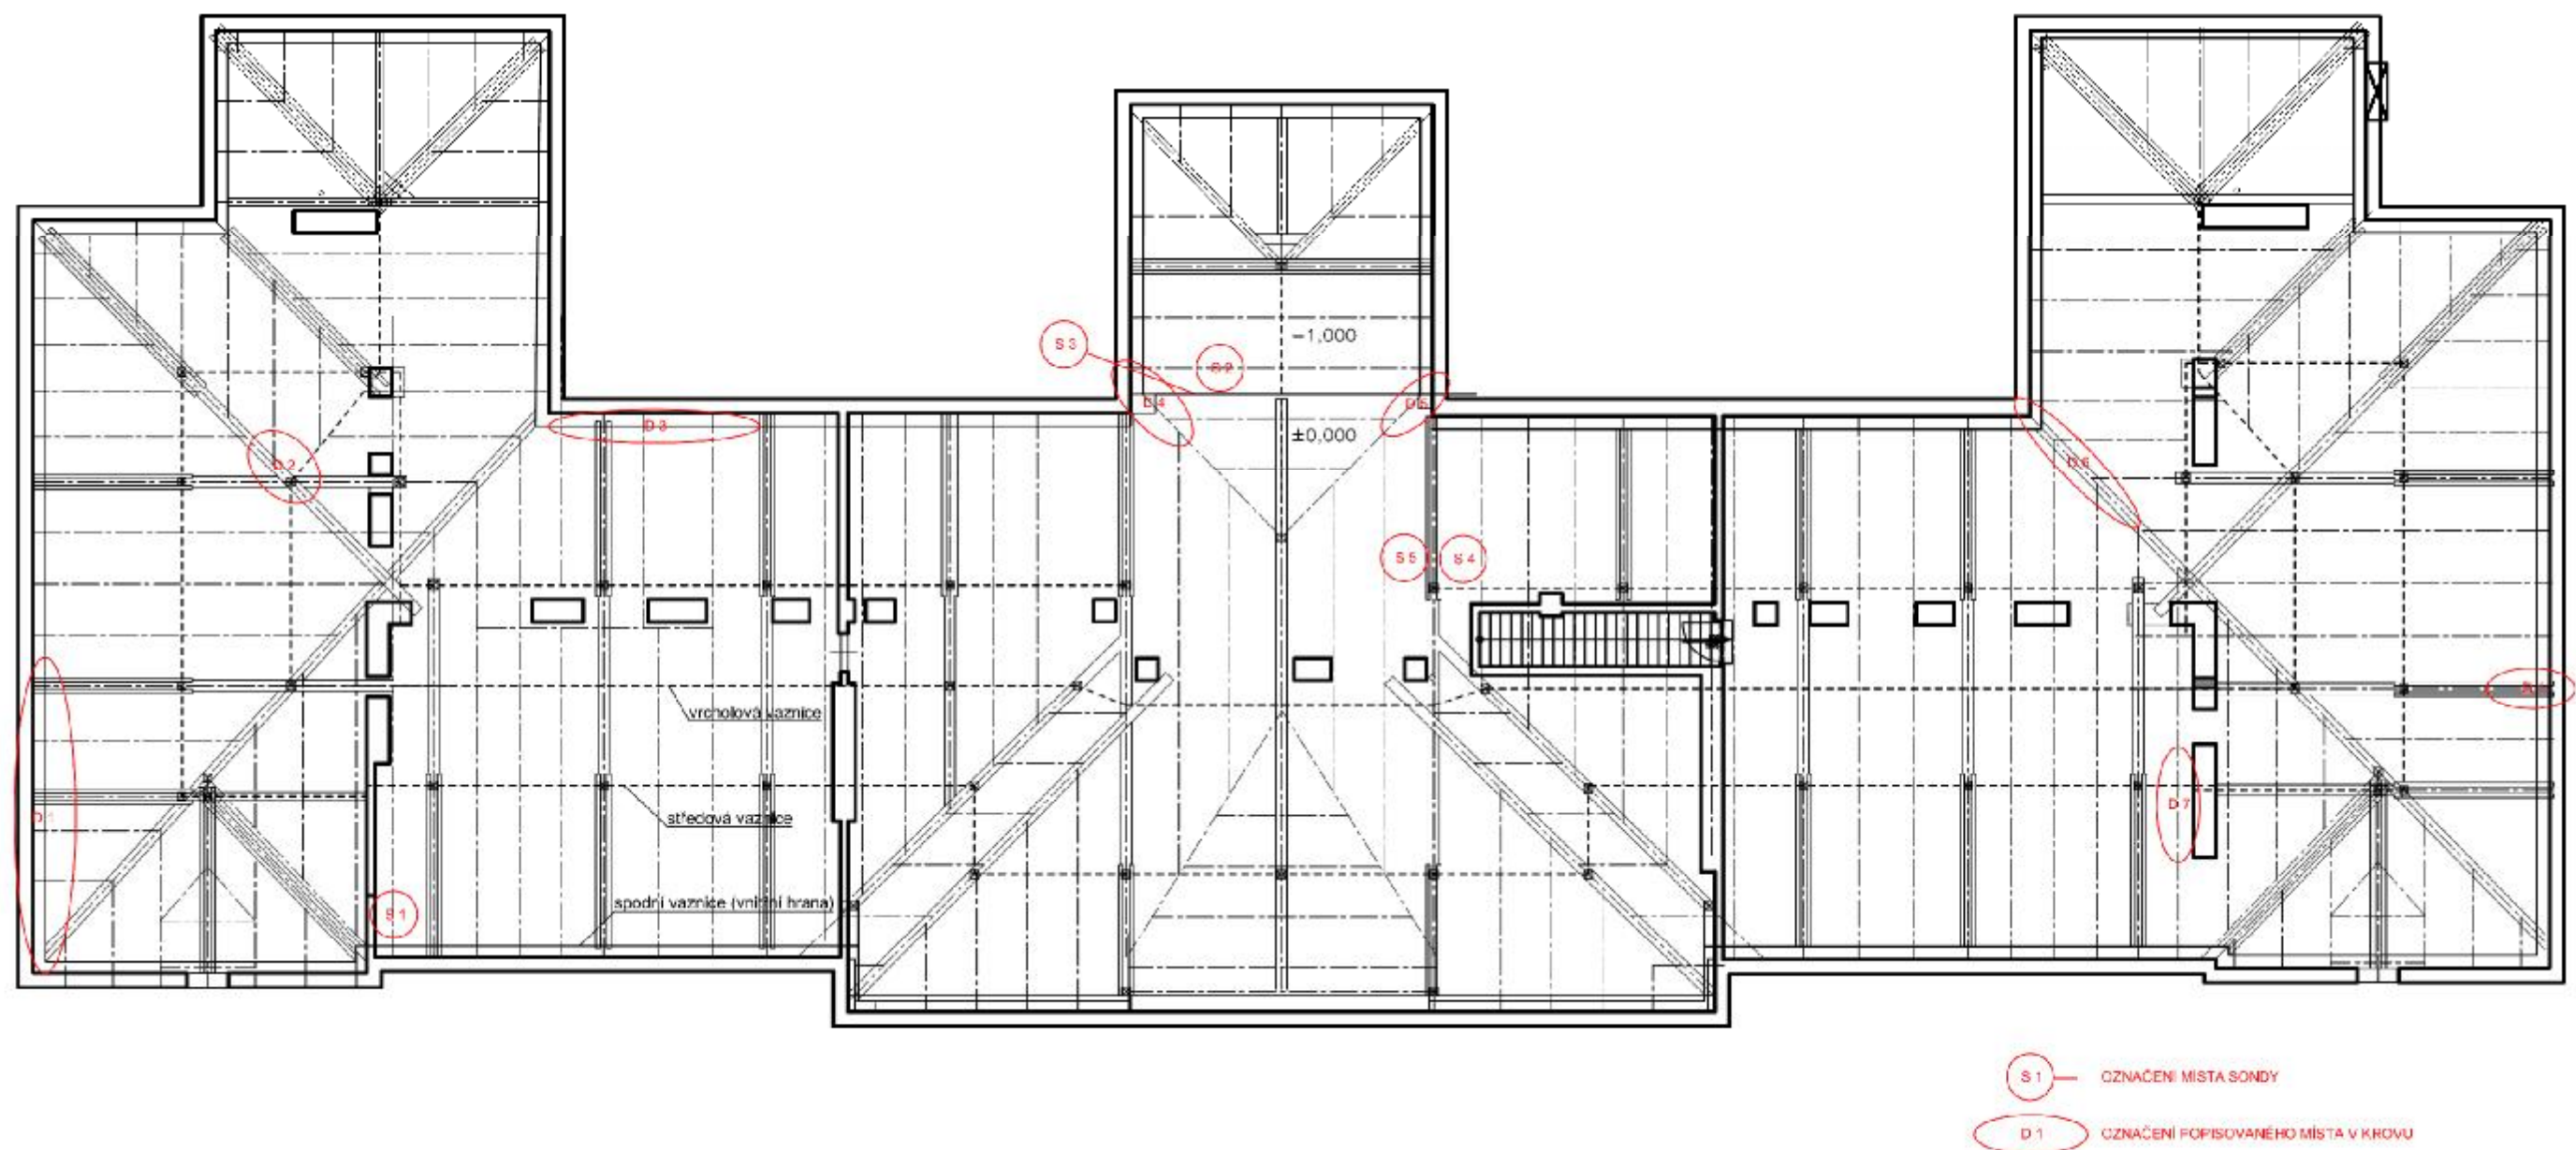 S 3
S 2
−1,000
D 4
D 5
±0,000
D 3
D 2
D 6
S 5
S 4
vrcholová vaznice
středová vaznice
D 1
D 7
S 1
spodní vaznice (vnitřní hrana)
S 1
OZNAČENÍ MÍSTA SONDY
D 1
OZNAČENÍ POPISOVANÉHO MÍSTA V KROVU